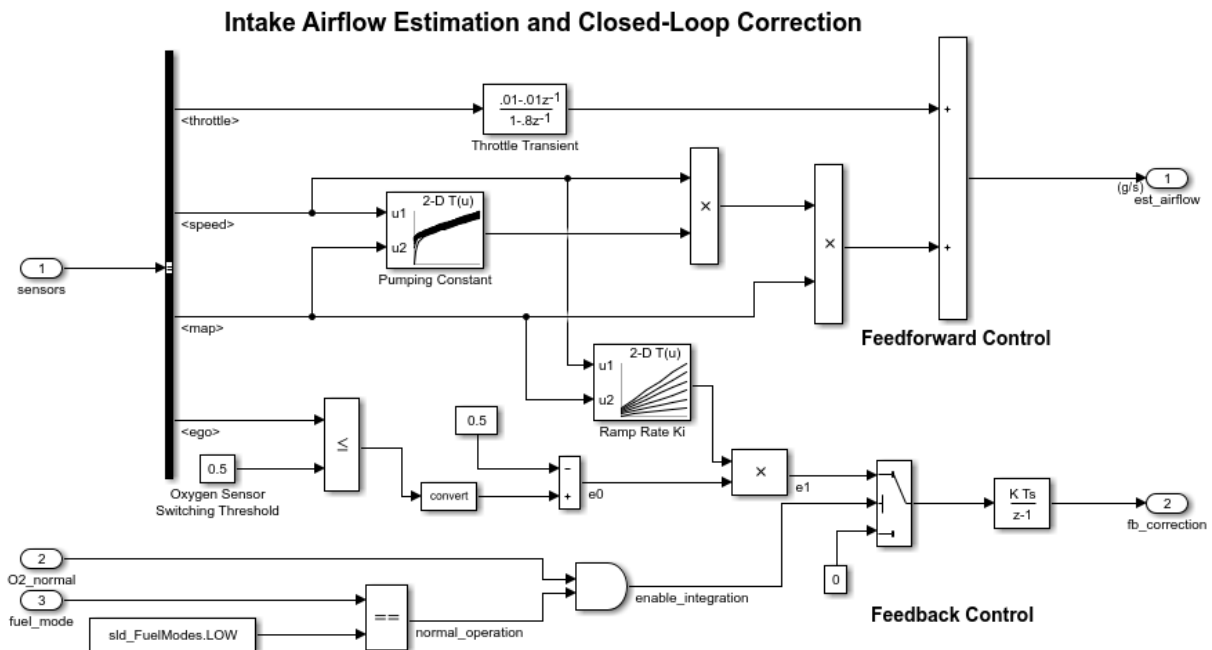 Intake Airflow Estimation and Closed-Loop Correction
.01-.01z-1
1-.8z-1
Throttle Transient
<throttle>
2-D T(u)
u1
u2
Pumping Constant
<speed>
×
×
+
+
(g/s)
1
est_airflow
1
sensors
<map>
Feedforward Control
2-D T(u)
u1
u2
Ramp Rate Ki
<ego>
0.5
Oxygen Sensor
Switching Threshold
≤
0.5
convert
−
+
e0
×
e1
K Ts
z-1
2
fb_correction
0
2
O2_normal
3
fuel_mode
sld_FuelModes.LOW
==
normal_operation
enable_integration
Feedback Control